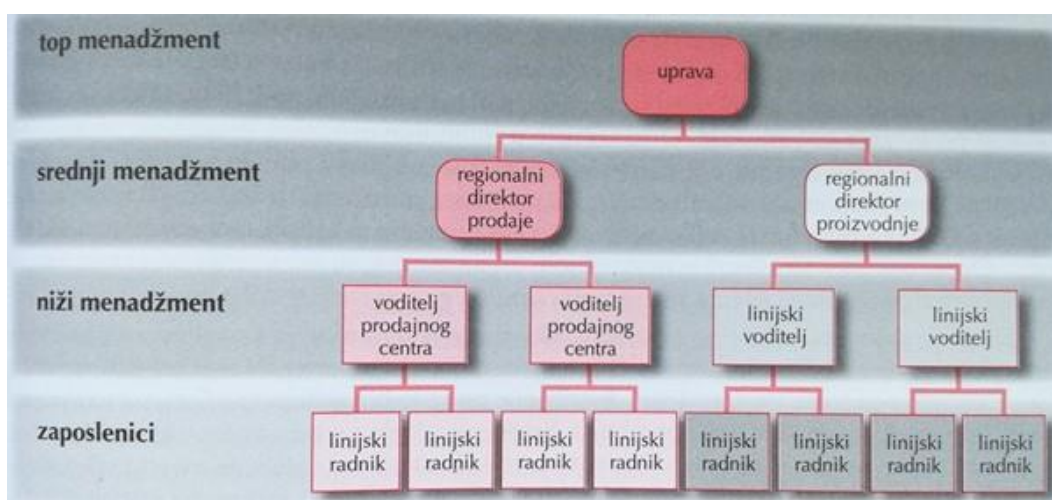 top menadžment
uprava
srednji menadžment
regionalni
direktor
prodaje
regionalni
direktor
proizvodnje
niži menadžment
voditelj
prodajnog
centra
voditelj
prodajnog
centra
linijski
voditelj
linijski
voditelj
zaposlenici
linijski
radnik
linijski
radnik
linijski
radnik
linijski
radnik
linijski
radnik
linijski
radnik
linijski
radnik
linijski
radnik